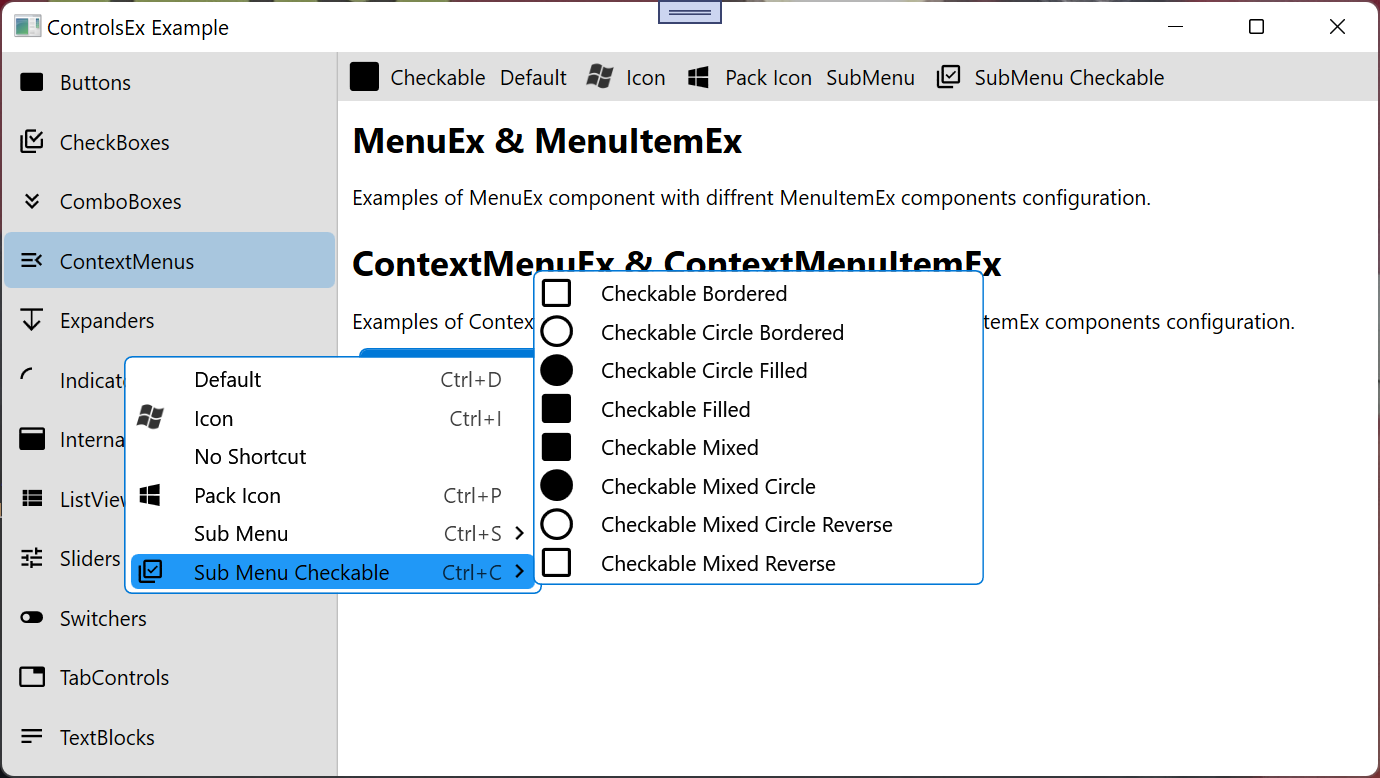 ControlsEx Example
Buttons
CheckBoxes
ComboBoxes
ContextMenus
Expanders
Indicat
Interna
ListView
Sliders
Switchers
TabControls
TextBlocks
Checkable Default Icon Pack Icon SubMenu SubMenu Checkable
MenuEx & MenuItemEx
Examples of MenuEx component with diffrent MenuItemEx components configuration.
ContextMenuEx & ContextMenuItemEx
Examples of Contex temEx components configuration.
Default Ctrl+D
Icon Ctrl+I
No Shortcut
Pack Icon Ctrl+P
Sub Menu Ctrl+S
Sub Menu Checkable Ctrl+C
Checkable Bordered
Checkable Circle Bordered
Checkable Circle Filled
Checkable Filled
Checkable Mixed
Checkable Mixed Circle
Checkable Mixed Circle Reverse
Checkable Mixed Reverse